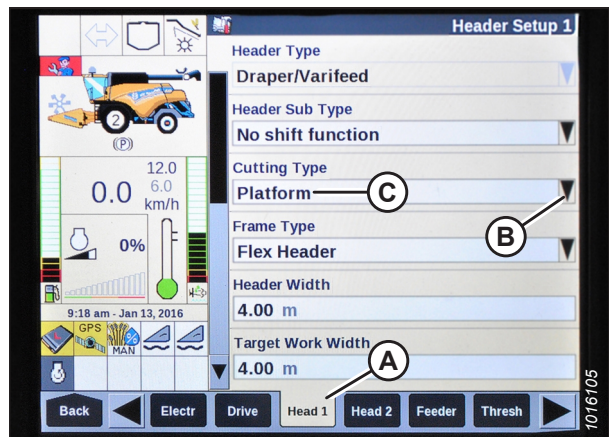 Header Setup 1
Header Type
Draper/Varifeed
Header Sub Type
No shift function
Cutting Type
Platform
C
B
Frame Type
Flex Header
Header Width
4.00 m
Target Work Width
4.00 m
A
2
(P)
12.0
0.0 6.0
km/h
0%
9:18 am - Jan 13, 2016
GPS
MAN
Back
Electr
Drive
Head 1
Head 2
Feeder
Thresh
1016105